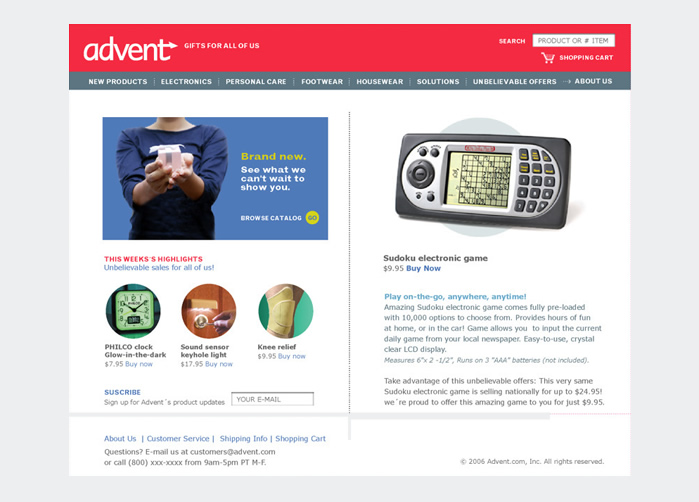 advent
GIFTS FOR ALL OF US
SEARCH
PRODUCT OR # ITEM
SHOPPING CART
NEW PRODUCTS | ELECTRONICS | PERSONAL CARE | FOOTWEAR | HOUSEWEAR | SOLUTIONS | UNBELIEVABLE OFFERS → ABOUT US
Brand new.
See what we
can't wait to
show you.
BROWSE CATALOG GO
THIS WEEKS´S HIGHLIGHTS
Unbelievable sales for all of us!
PHILCO clock
Glow-in-the-dark
$7.95 Buy now
Sound sensor
keyhole light
$17.95 Buy now
Knee relief
$9.95 Buy now
SUSCRIBE
Sign up for Advent´s product updates
YOUR E-MAIL
Sudoku electronic game
$9.95 Buy Now
Play on-the-go, anywhere, anytime!
Amazing Sudoku electronic game comes fully pre-loaded
with 10,000 options to choose from. Provides hours of fun
at home, or in the car! Game allows you to input the current
daily game from your local newspaper. Easy-to-use, crystal
clear LCD display.
Measures 6"x 2 -1/2", Runs on 3 "AAA" batteries (not included).
Take advantage of this unbelievable offers: This very same
Sudoku electronic game is selling nationally for up to $24.95!
we´re proud to offer this amazing game to you for just $9.95.
About Us | Customer Service | Shipping Info | Shopping Cart
Questions? E-mail us at customers@advent.com
or call (800) xxx-xxxx from 9am-5pm PT M-F.
© 2006 Advent.com, Inc. All rights reserved.